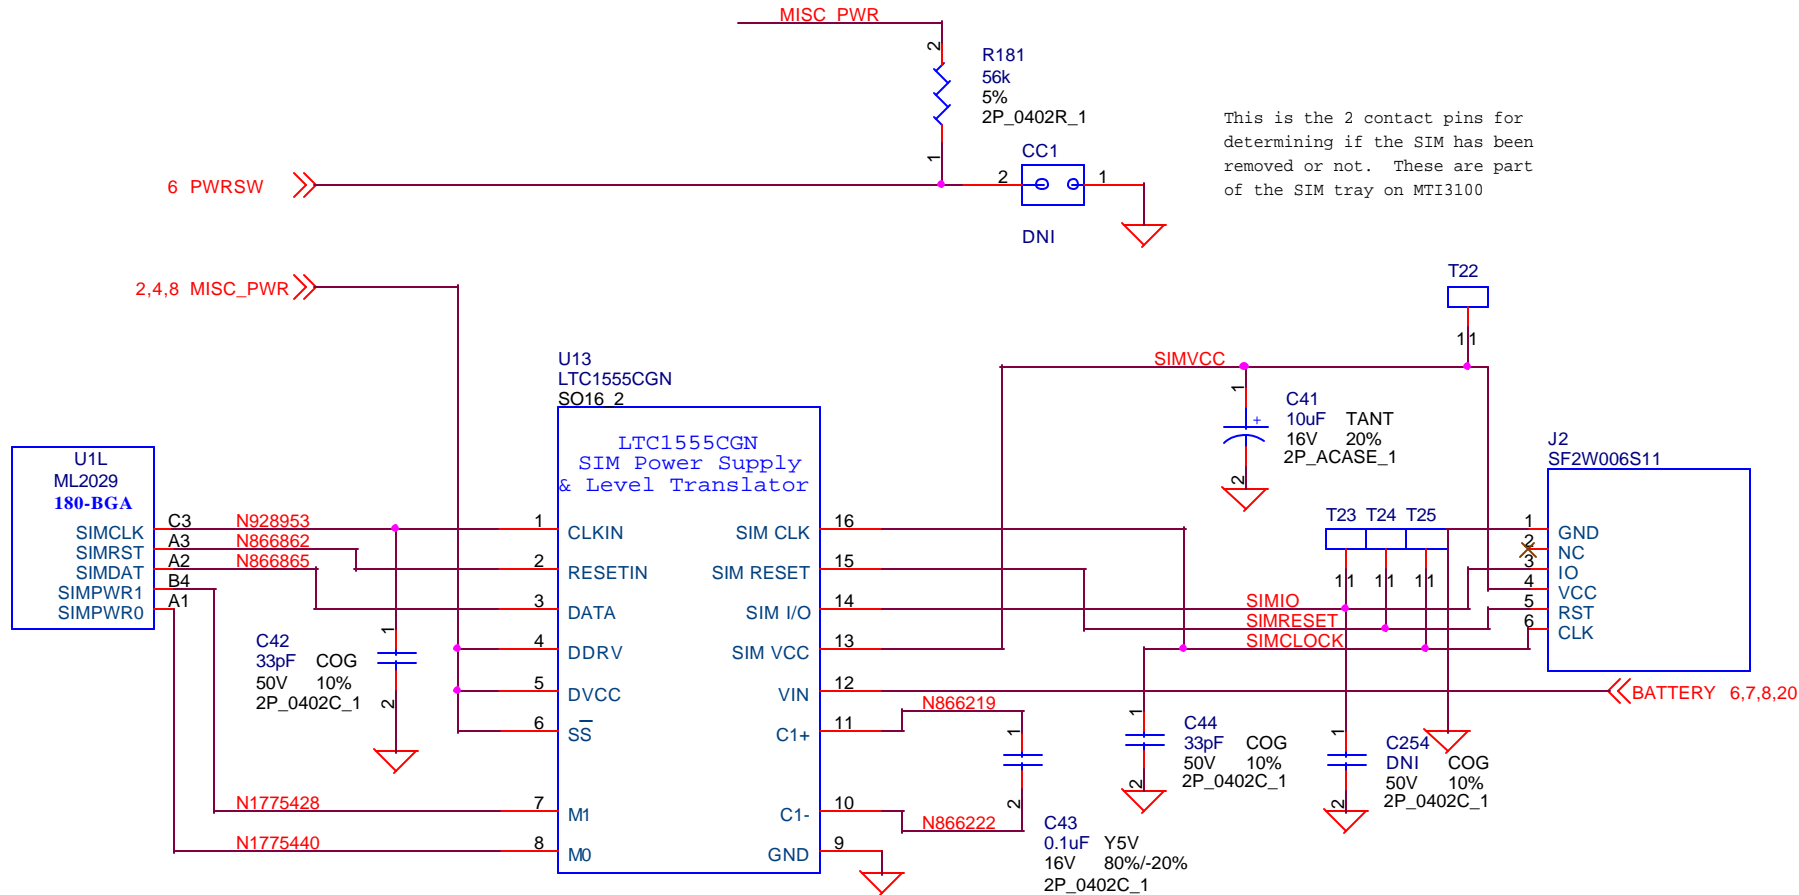 MISC_PWR
2
R181
56k
5%
2P_0402R_1
1
This is the 2 contact pins for
determining if the SIM has been
removed or not. These are part
of the SIM tray on MTI3100
CC1
6 PWRSW
2
1
DNI
2,4,8 MISC_PWR
T22
11
U13
LTC1555CGN
SO16_2
SIMVCC
1
C41
10uF TANT
16V 20%
2P_ACASE_1
+
2
LTC1555CGN
SIM Power Supply
& Level Translator
J2
SF2W006S11
U1L
ML2029
180-BGA
SIMCLK C3 N928953
SIMRST A3 N866862
SIMDAT A2 N866865
SIMPWR1 B4
SIMPWR0 A1
1 CLKIN
2 RESETIN
3 DATA
4 DDRV
5 DVCC
6 SS
7 M1
8 M0
SIM CLK 16
SIM RESET 15
SIM I/O 14
SIM VCC 13
VIN 12
C1+ 11
C1- 10
GND 9
T23 T24 T25
11 11 11
SIMIO
SIMRESET
SIMCLOCK
1 GND
2 NC
3 IO
4 VCC
5 RST
6 CLK
C42
33pF COG
50V 10%
2P_0402C_1
1
2
BATTERY 6,7,8,20
N866219
1
2
N866222
C43
0.1uF Y5V
16V 80%/-20%
2P_0402C_1
1
C44
33pF COG
50V 10%
2P_0402C_1
2
1
C254
DNI COG
50V 10%
2P_0402C_1
2
N1775428
N1775440